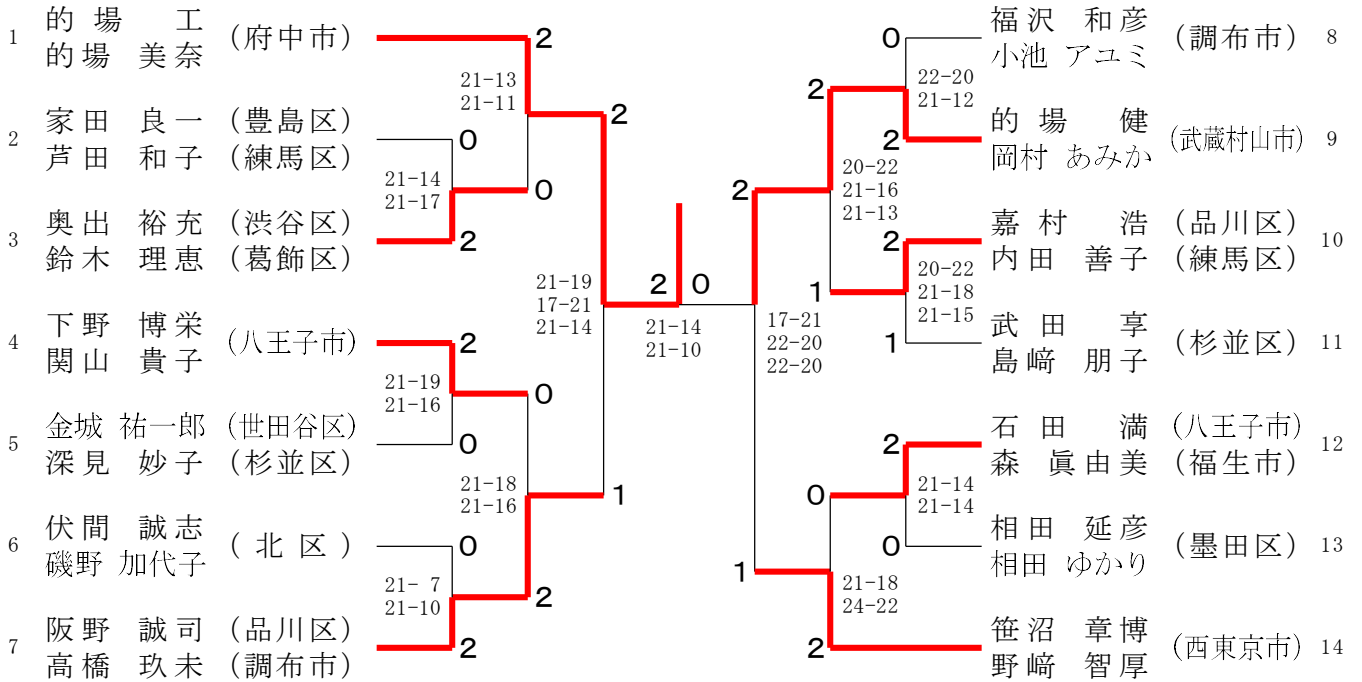 1 的場 工 (府中市)
的場 美奈
2 家田 良一 (豊島区)
芦田 和子 (練馬区)
3 奥出 裕充 (渋谷区)
鈴木 理恵 (葛飾区)
4 下野 博栄 (八王子市)
関山 貴子
5 金城 祐一郎 (世田谷区)
深見 妙子 (杉並区)
6 伏間 誠志 (北区)
磯野 加代子
7 阪野 誠司 (品川区)
高橋 玖未 (調布市)
2
21-13
21-11
2
0
21-14
21-17
0
2
21-19
17-21
21-14
2
21-19
21-16
0
0
21-18
21-16
1
0
21- 7
21-10
2
2
2 0
21-14
21-10
0
22-20
21-12
2
2
20-22
21-16
21-13
2
2
20-22
21-18
21-15
1
1
17-21
22-20
22-20
2
21-14
21-14
0
0
1
21-18
24-22
2
福沢 和彦 (調布市) 8
小池 アユミ
的場 健 (武蔵村山市) 9
岡村 あみか
嘉村 浩 (品川区) 10
内田 善子 (練馬区)
武田 享 (杉並区) 11
島﨑 朋子
石田 満 (八王子市) 12
森 眞由美 (福生市)
相田 延彦 (墨田区) 13
相田 ゆかり
笹沼 章博 (西東京市) 14
野﨑 智厚